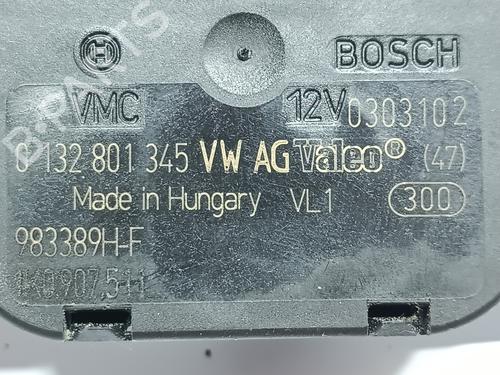 BOSCH
VMC 12V 0303102
0 132 801 345 VW AG Valeo® (47)
Made in Hungary VL1 300
983389H-F
1K0907511
B-PARTS